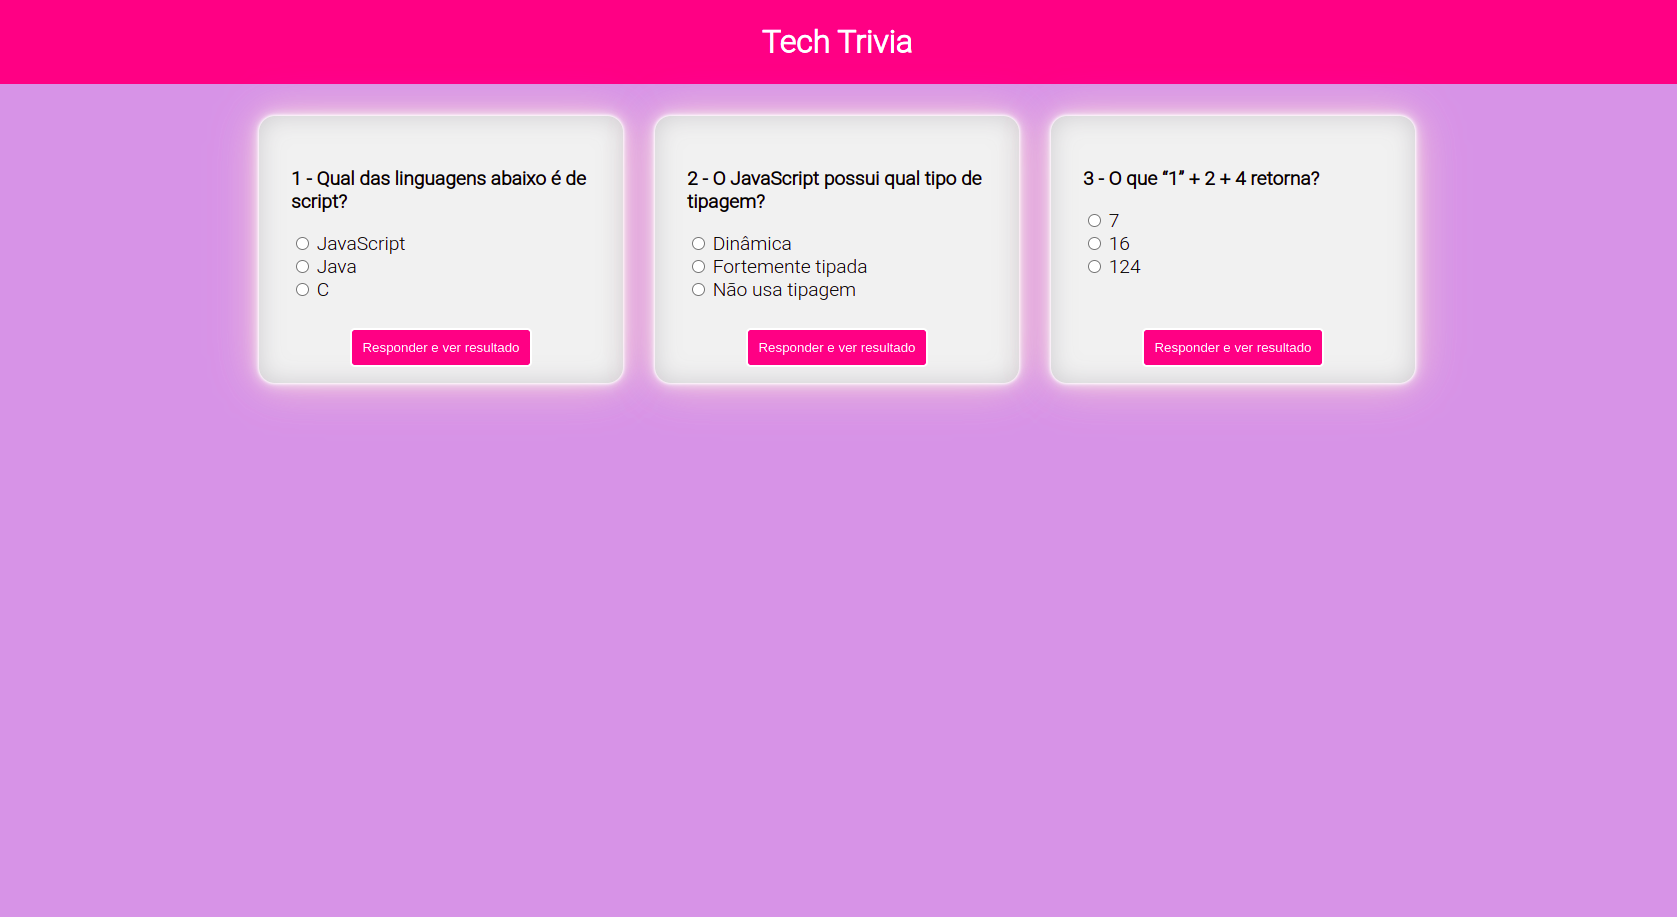 Tech Trivia
1 - Qual das linguagens abaixo é de
script?
JavaScript
Java
C
Responder e ver resultado
2 - O JavaScript possui qual tipo de
tipagem?
Dinâmica
Fortemente tipada
Não usa tipagem
Responder e ver resultado
3 - O que “1” + 2 + 4 retorna?
7
16
124
Responder e ver resultado